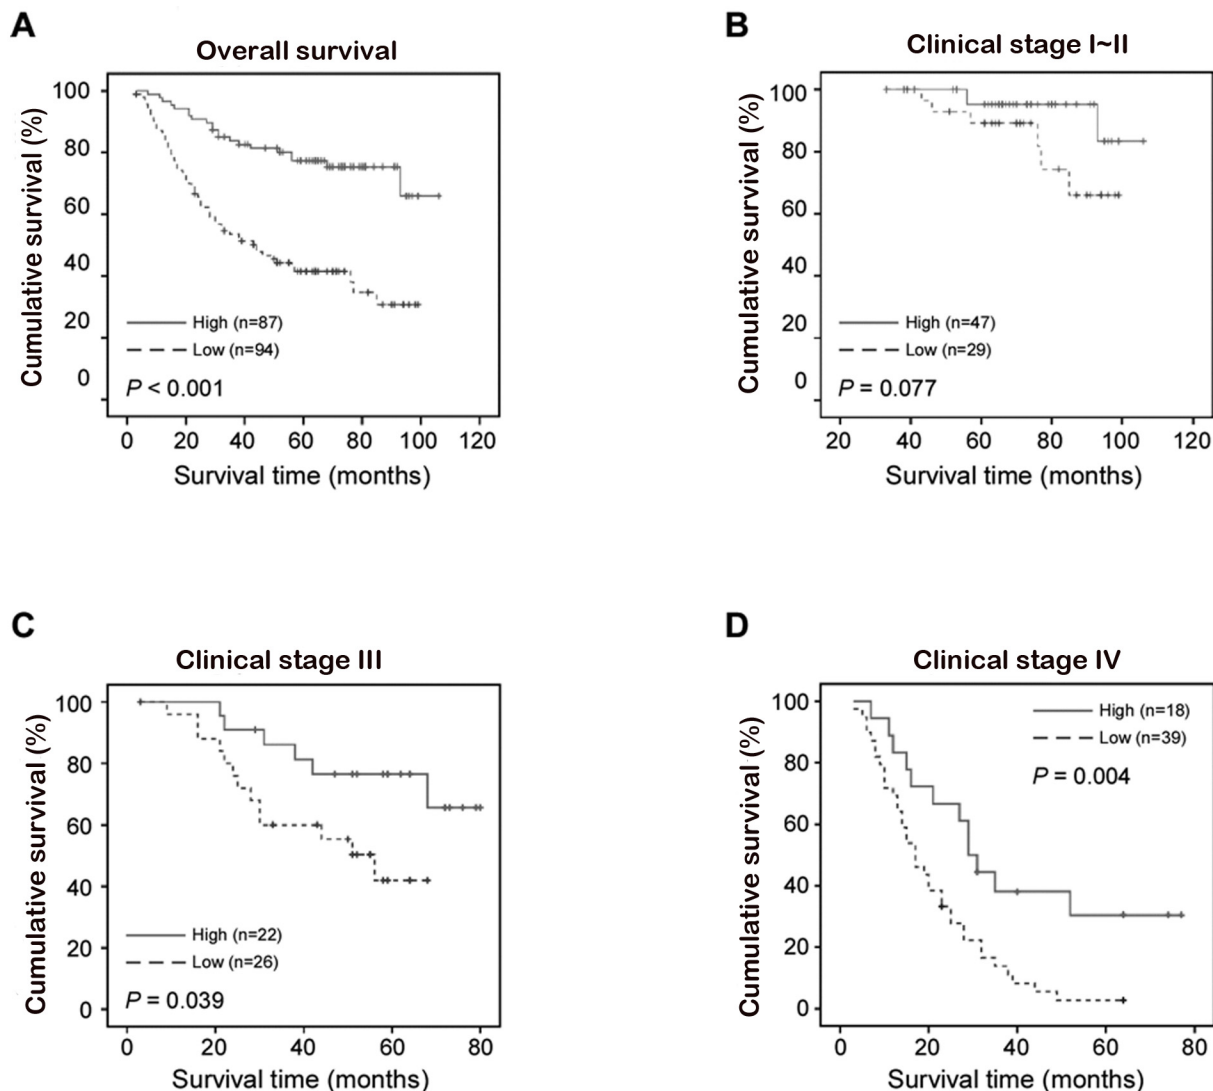 A
Overall survival
Cumulative survival (%)
100
80
60
40
20
0
High (n=87)
Low (n=94)
P < 0.001
0 20 40 60 80 100 120
Survival time (months)
B
Clinical stage I~II
Cumulative survival (%)
100
80
60
40
20
0
High (n=47)
Low (n=29)
P = 0.077
20 40 60 80 100 120
Survival time (months)
C
Clinical stage III
Cumulative survival (%)
100
80
60
40
20
0
High (n=22)
Low (n=26)
P = 0.039
0 20 40 60 80
Survival time (months)
D
Clinical stage IV
Cumulative survival (%)
100
80
60
40
20
0
High (n=18)
Low (n=39)
P = 0.004
0 20 40 60 80
Survival time (months)